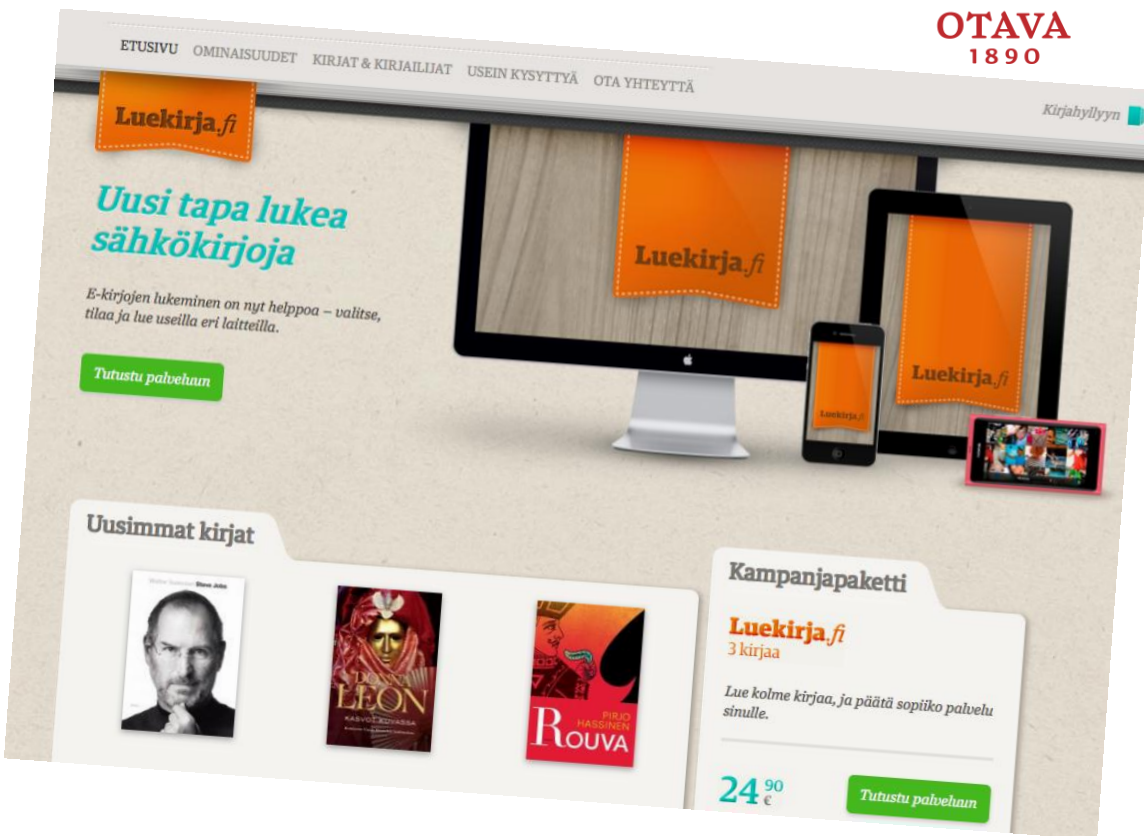 OTAVA
1890
ETUSIVU OMINAISUUDET KIRJAT & KIRJAILIJAT USEIN KYSYTTYÄ OTA YHTEYTTÄ
Kirjahyllyyn
Luekirja.fi
Uusi tapa lukea
sähkökirjoja
E-kirjojen lukeminen on nyt helppoa – valitse,
tilaa ja lue useilla eri laitteilla.
Tutustu palveluun
Luekirja.fi
Luekirja.fi
Luekirja.fi
Uusimmat kirjat
Steve Jobs
DONNA
LEON
KASVOT KUVASSA
PIRJO
HASSINEN
ROUVA
Kampanjapaketti
Luekirja.fi
3 kirjaa
Lue kolme kirjaa, ja päätä sopiiko palvelu
sinulle.
24 90 €
Tutustu palveluun